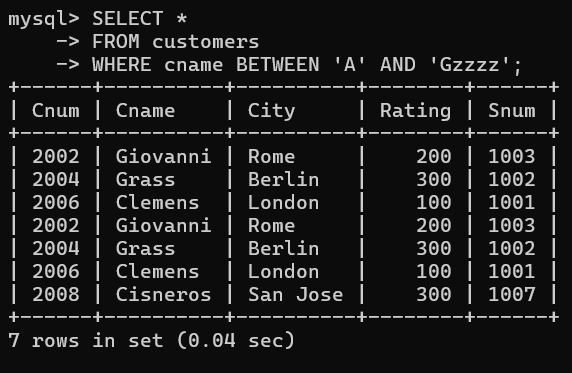 mysql> SELECT *
    -> FROM customers
    -> WHERE cname BETWEEN 'A' AND 'Gzzzz';
+------+----------+----------+--------+------+
| Cnum | Cname    | City     | Rating | Snum |
+------+----------+----------+--------+------+
| 2002 | Giovanni | Rome     |    200 | 1003 |
| 2004 | Grass    | Berlin   |    300 | 1002 |
| 2006 | Clemens  | London   |    100 | 1001 |
| 2002 | Giovanni | Rome     |    200 | 1003 |
| 2004 | Grass    | Berlin   |    300 | 1002 |
| 2006 | Clemens  | London   |    100 | 1001 |
| 2008 | Cisneros | San Jose |    300 | 1007 |
+------+----------+----------+--------+------+
7 rows in set (0.04 sec)